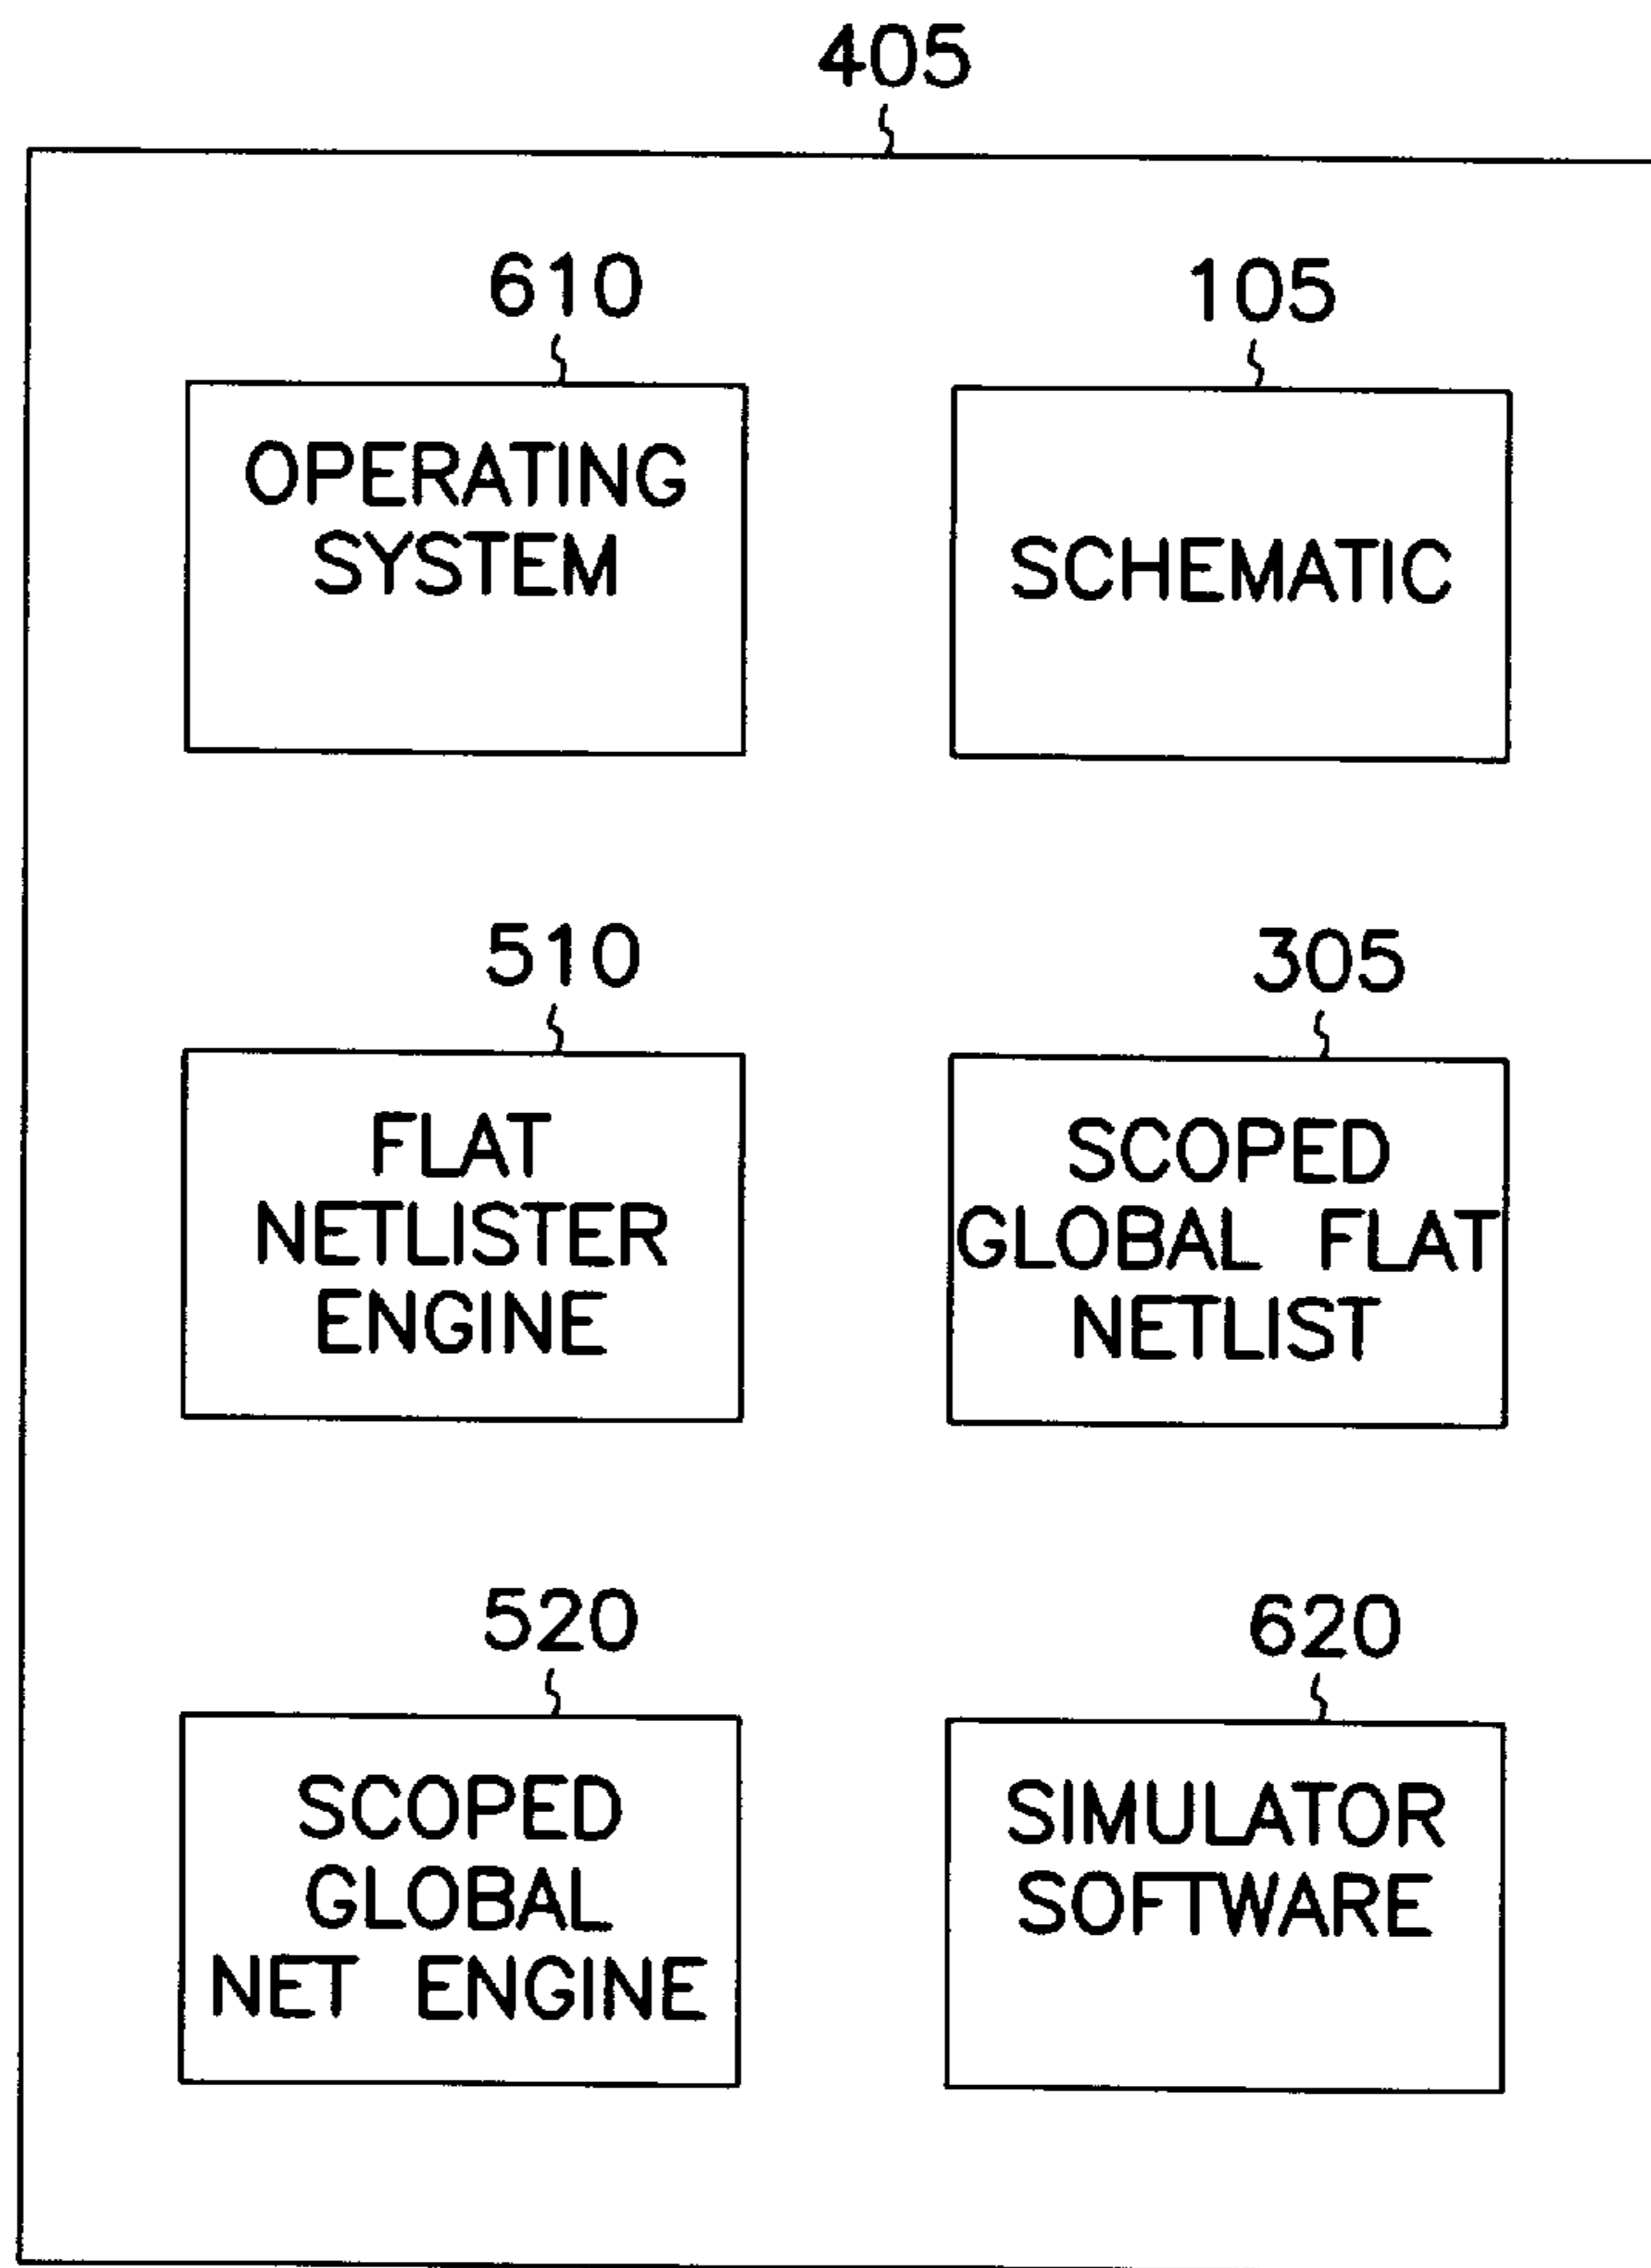 405
610
OPERATING
SYSTEM
105
SCHEMATIC
510
FLAT
NETLISTER
ENGINE
305
SCOPED
GLOBAL FLAT
NETLIST
520
SCOPED
GLOBAL
NET ENGINE
620
SIMULATOR
SOFTWARE